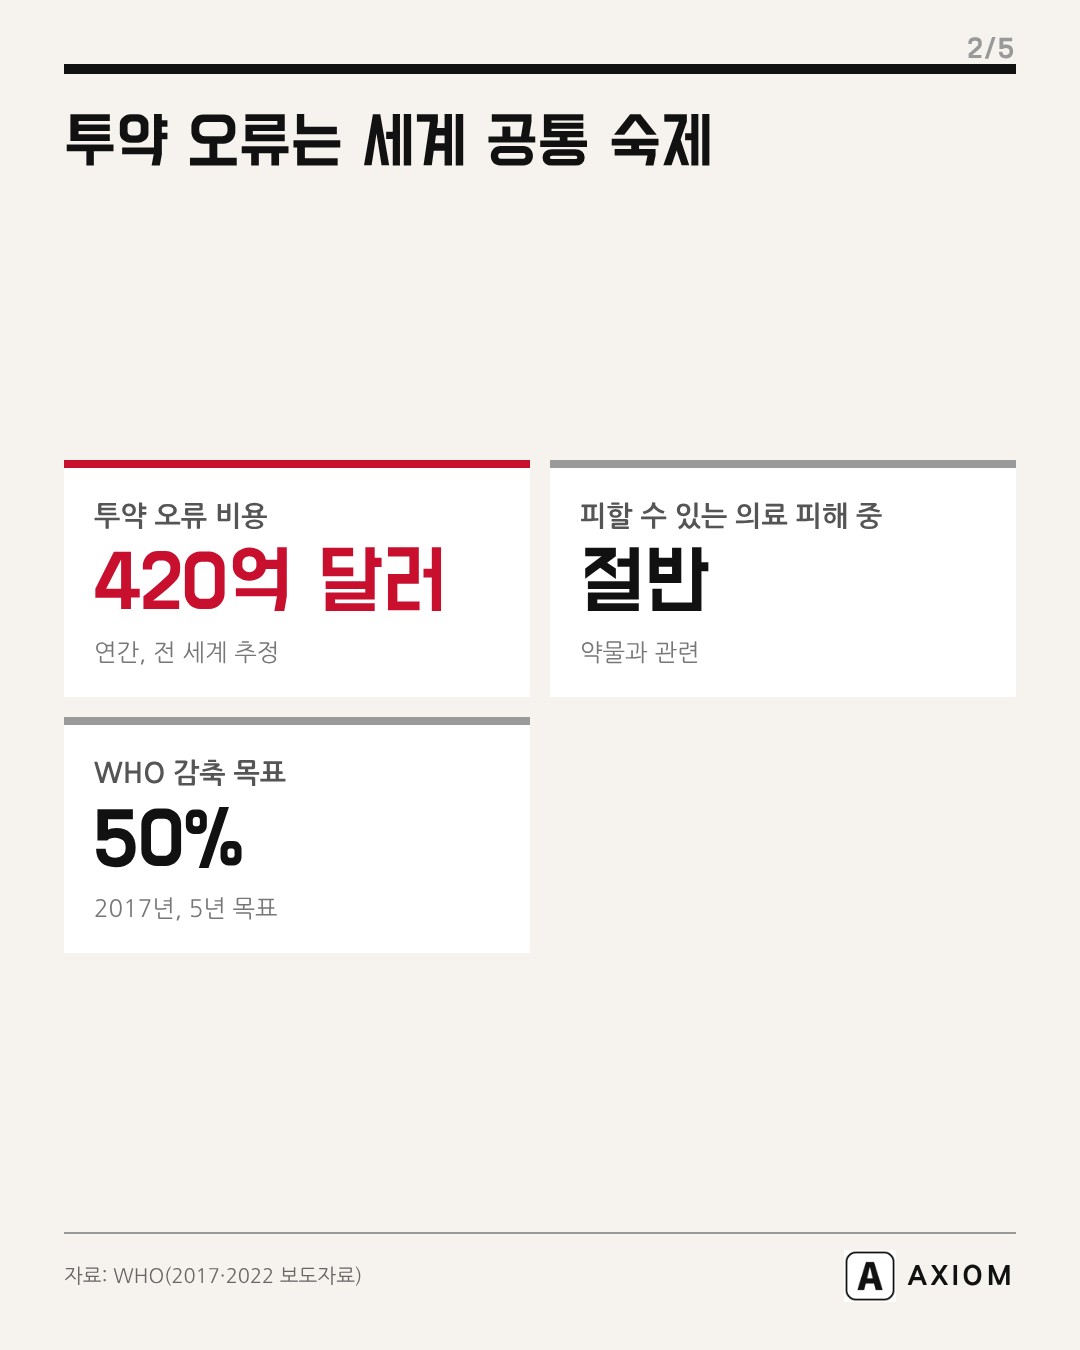 2/5
투약 오류는 세계 공통 숙제
투약 오류 비용
420억 달러
연간, 전 세계 추정
피할 수 있는 의료 피해 중
절반
약물과 관련
WHO 감축 목표
50%
2017년, 5년 목표
자료: WHO(2017·2022 보도자료)
A AXIOM